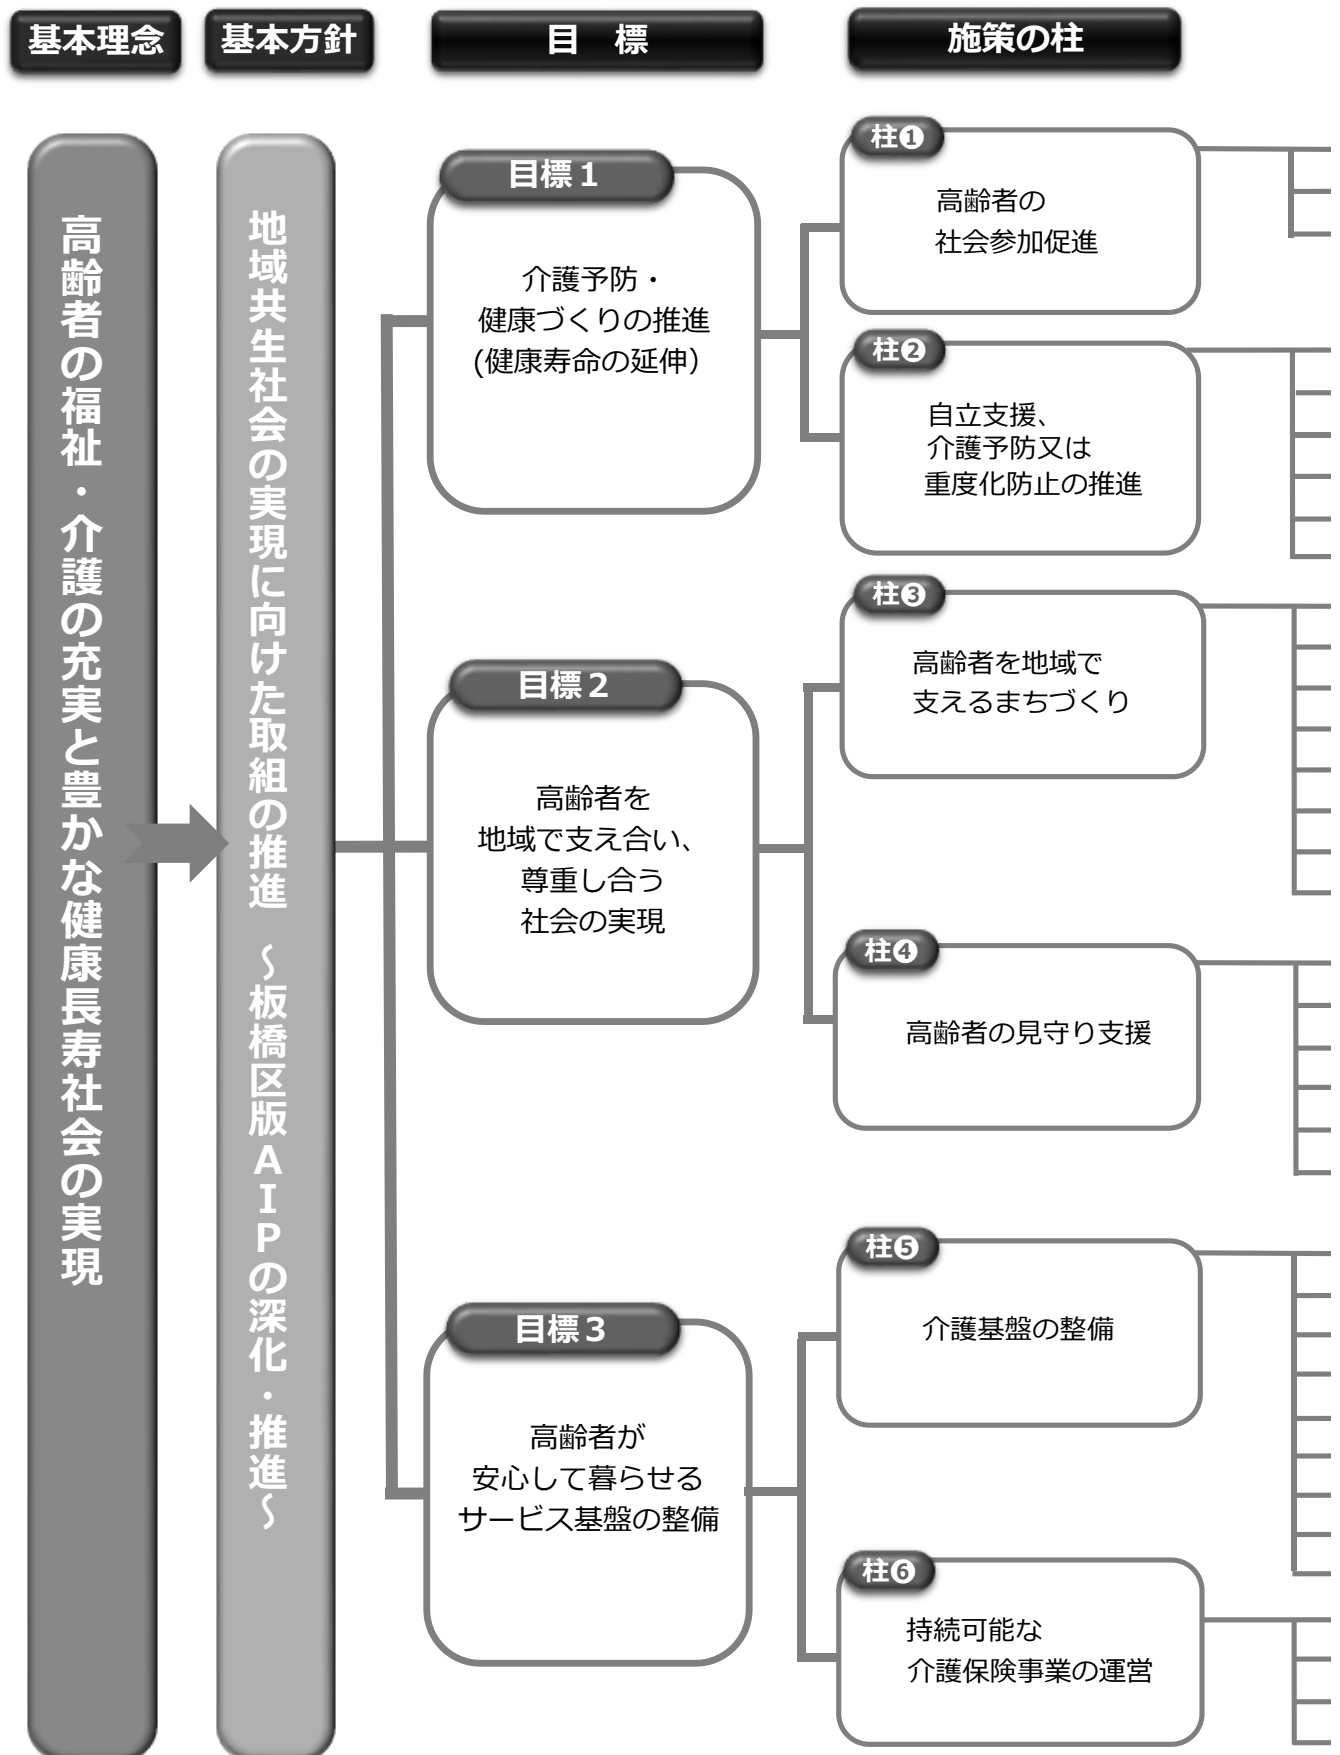 基本理念
基本方針
目　標
施策の柱
高齢者の福祉・介護の充実と豊かな健康長寿社会の実現
地域共生社会の実現に向けた取組の推進　～板橋区版ＡＩＰの深化・推進～
目標１
介護予防・
健康づくりの推進
(健康寿命の延伸）
柱❶
高齢者の
社会参加促進
柱❷
自立支援、
介護予防又は
重度化防止の推進
目標２
高齢者を
地域で支え合い、
尊重し合う
社会の実現
柱❸
高齢者を地域で
支えるまちづくり
柱❹
高齢者の見守り支援
目標３
高齢者が
安心して暮らせる
サービス基盤の整備
柱❺
介護基盤の整備
柱❻
持続可能な
介護保険事業の運営